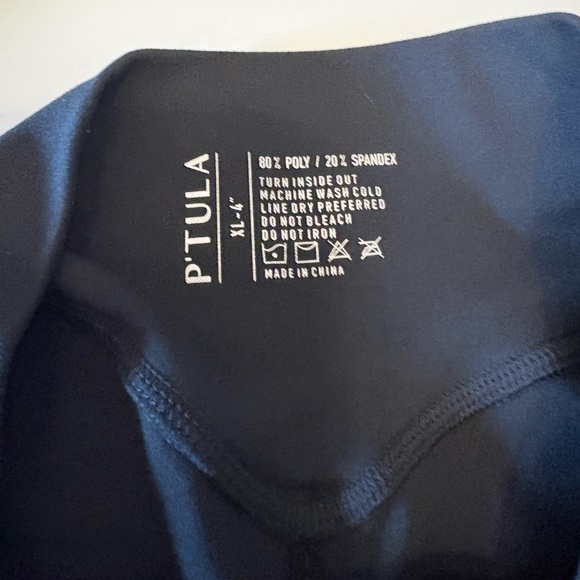 P'TULA
XL-4"
80% POLY / 20% SPANDEX
TURN INSIDE OUT
MACHINE WASH COLD
LINE DRY PREFERRED
DO NOT BLEACH
DO NOT IRON
MADE IN CHINA